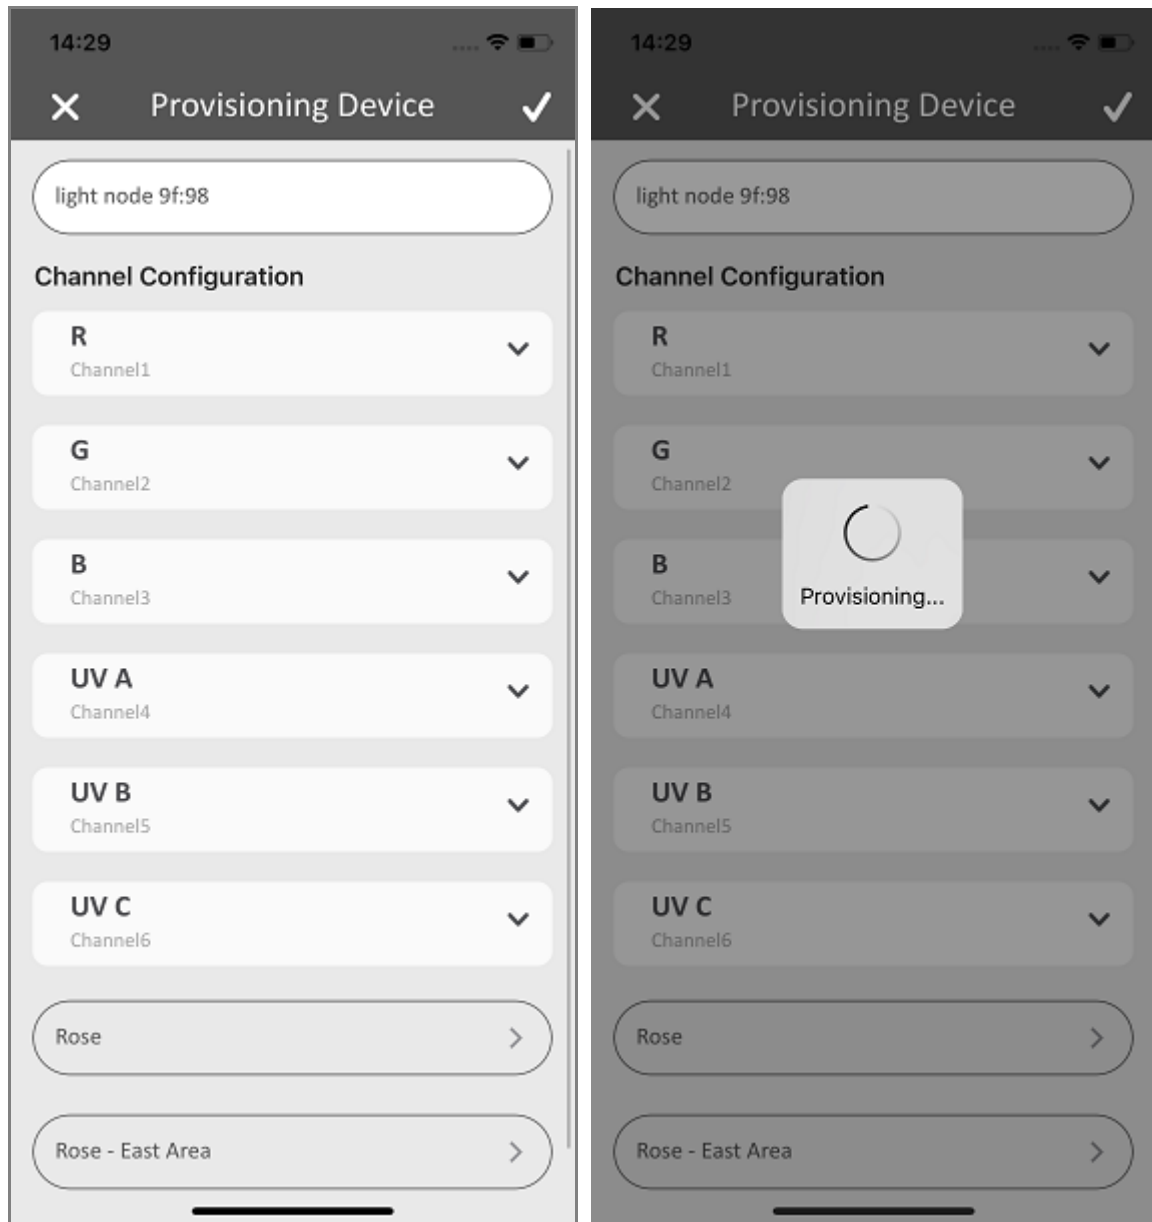 14:29
Provisioning Device
light node 9f:98
Channel Configuration
R
Channel1
G
Channel2
B
Channel3
UV A
Channel4
UV B
Channel5
UV C
Channel6
Rose
Rose - East Area
14:29
Provisioning Device
light node 9f:98
Channel Configuration
R
Channel1
G
Channel2
B
Channel3
Provisioning...
UV A
Channel4
UV B
Channel5
UV C
Channel6
Rose
Rose - East Area